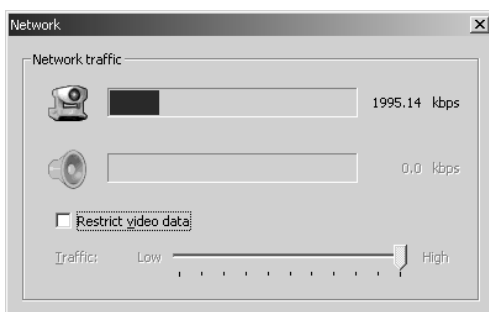 Network
Network traffic
1995.14 kbps
0.0 kbps
Restrict video data
Traffic: Low High